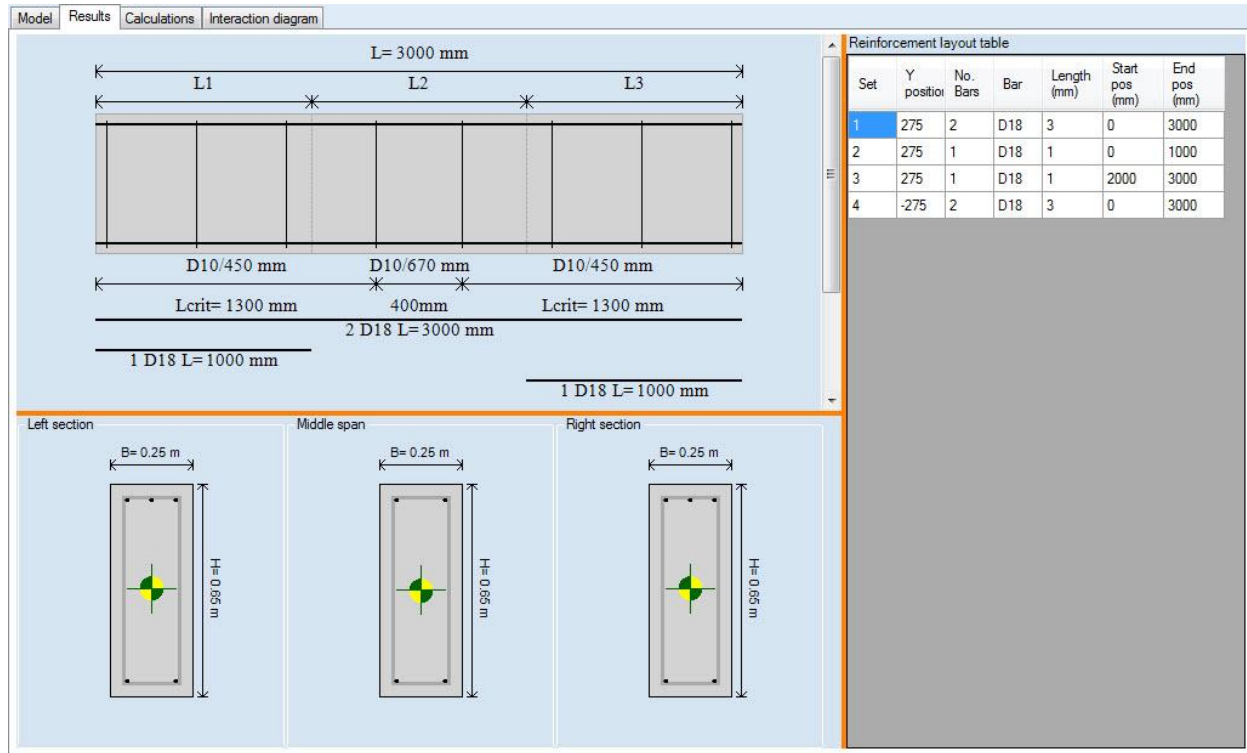 Model Results Calculations Interaction diagram
L= 3000 mm
L1 L2 L3
D10/450 mm D10/670 mm D10/450 mm
Lcrit= 1300 mm 400mm Lcrit= 1300 mm
2 D18 L= 3000 mm
1 D18 L= 1000 mm
1 D18 L= 1000 mm
Reinforcement layout table
Set Y positio No. Bars Bar Length (mm) Start pos (mm) End pos (mm)
1 275 2 D18 3 0 3000
2 275 1 D18 1 0 1000
3 275 1 D18 1 2000 3000
4 -275 2 D18 3 0 3000
Left section
B= 0.25 m
H= 0.65 m
Middle span
B= 0.25 m
H= 0.65 m
Right section
B= 0.25 m
H= 0.65 m